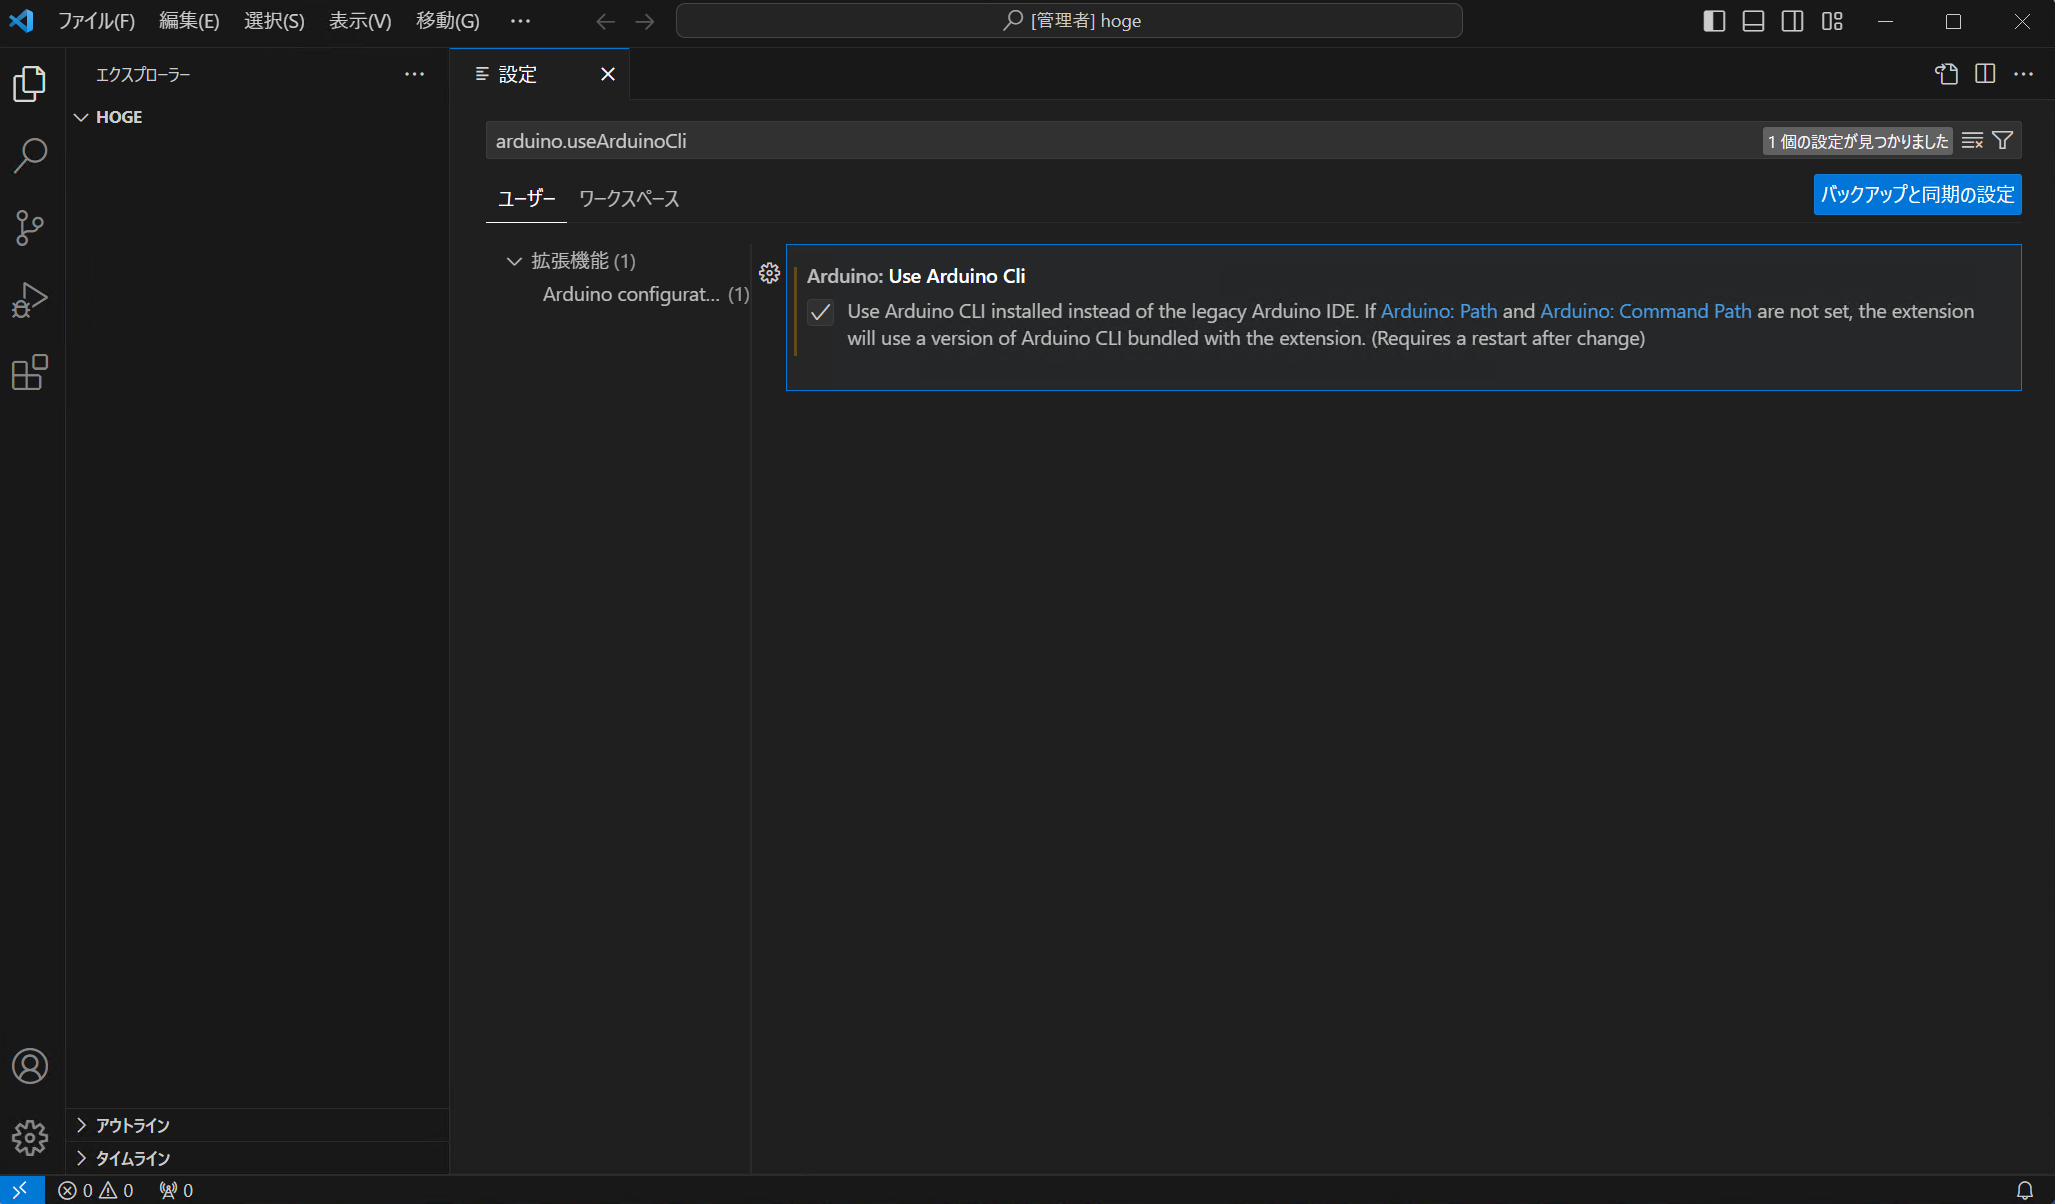 ファイル(F) 編集(E) 選択(S) 表示(V) 移動(G) ･･･ [管理者] hoge
エクスプローラー
設定
HOGE
arduino.useArduinoCli 1 個の設定が見つかりました
ユーザー ワークスペース バックアップと同期の設定
拡張機能 (1)
Arduino configurat... (1)
Arduino: Use Arduino Cli
Use Arduino CLI installed instead of the legacy Arduino IDE. If Arduino: Path and Arduino: Command Path are not set, the extension
will use a version of Arduino CLI bundled with the extension. (Requires a restart after change)
アウトライン
タイムライン
0 0 0